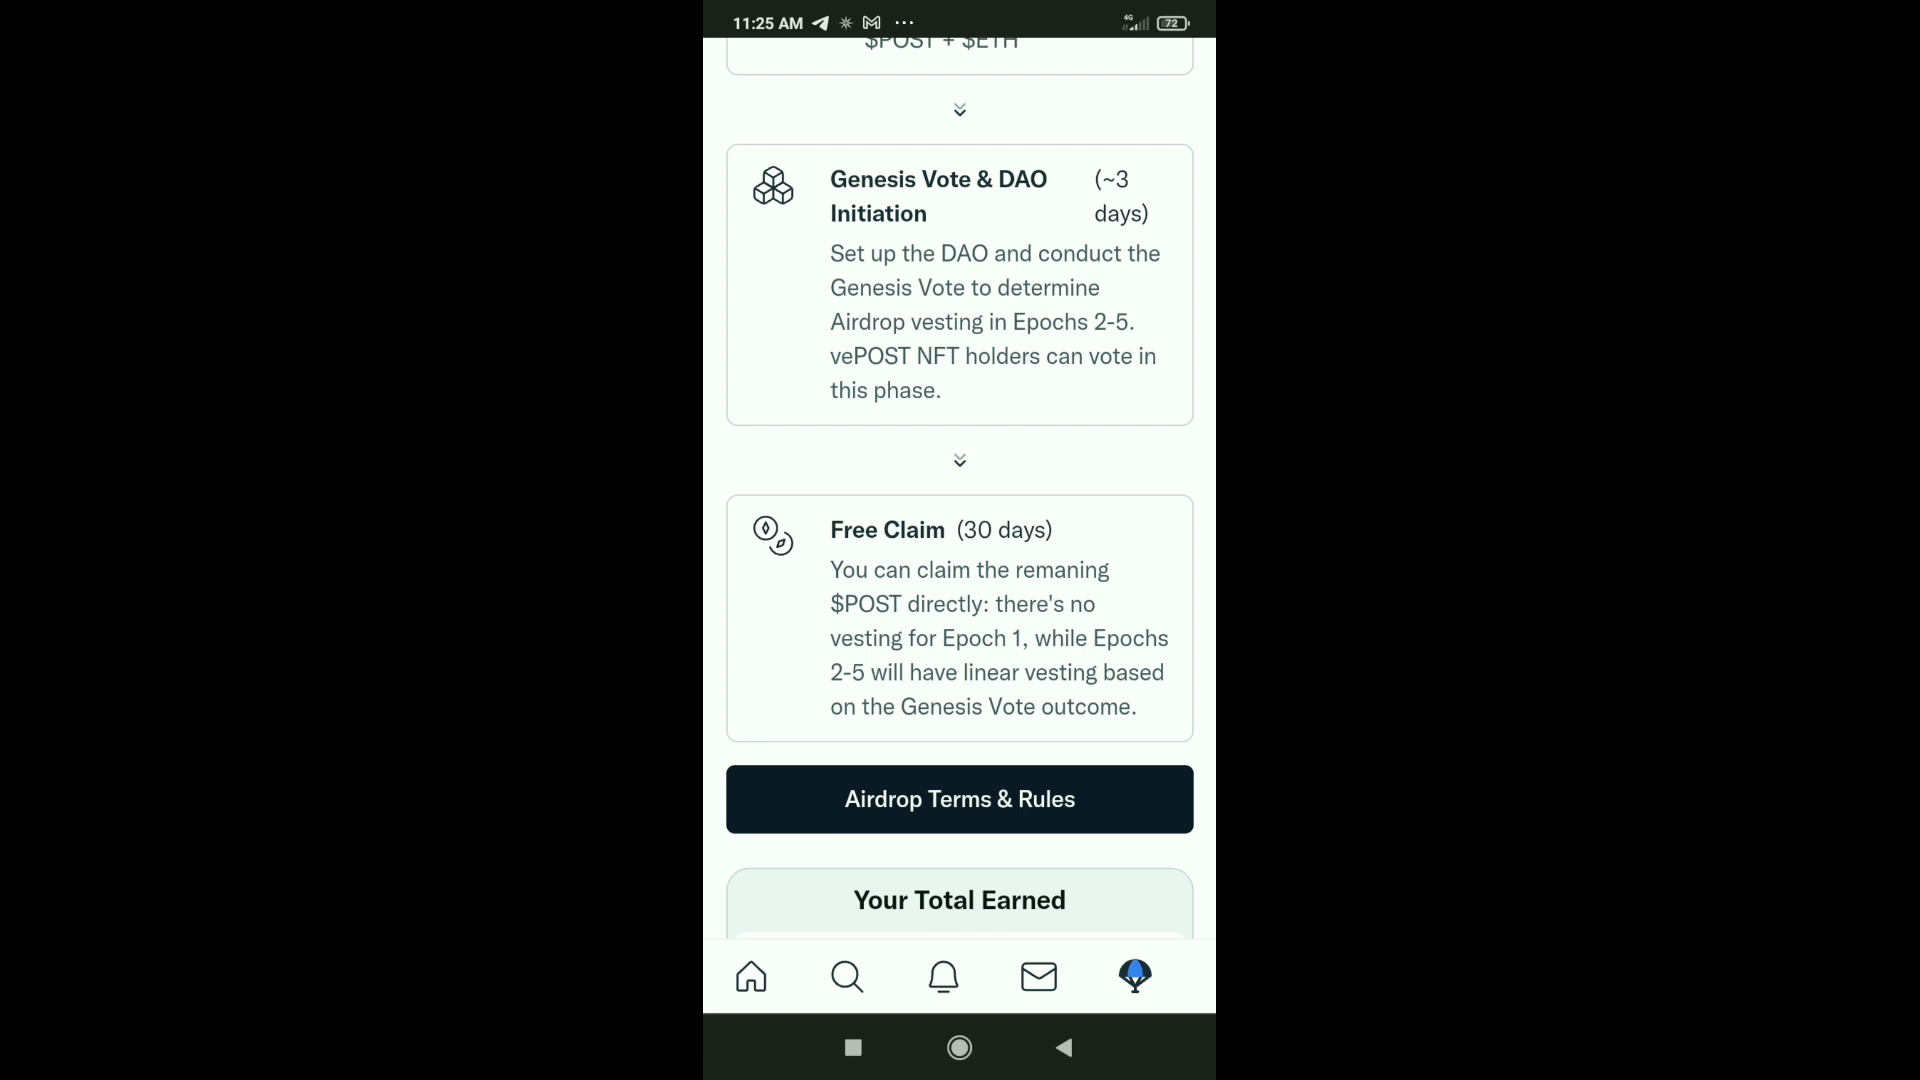 11:25 AM
4G
72
$POST + $ETH
Genesis Vote & DAO (~3
Initiation days)
Set up the DAO and conduct the
Genesis Vote to determine
Airdrop vesting in Epochs 2-5.
vePOST NFT holders can vote in
this phase.
Free Claim (30 days)
You can claim the remaning
$POST directly: there's no
vesting for Epoch 1, while Epochs
2-5 will have linear vesting based
on the Genesis Vote outcome.
Airdrop Terms & Rules
Your Total Earned